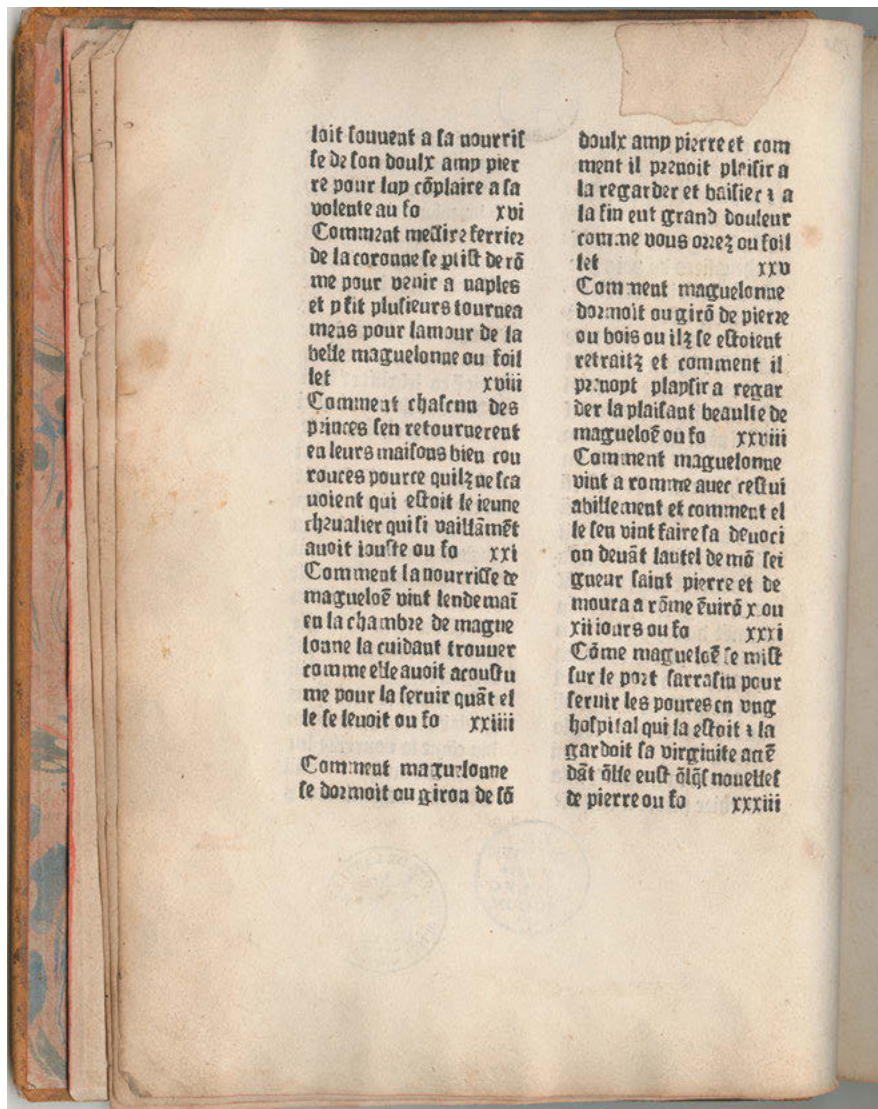 loit souuent a sa nourris
se de son doulx amy pier
re pour luy cõplaire a sa
volente au fo xvi
Comment messire ferrier
de la coronne se ꝑtist de rõ
me pour venir a naples
et y fit plusieurs tournea
mens pour lamour de la
belle maguelonne ou foil
let xviii
Comment chascun des
princes sen retournerent
en leurs maisons bien cou
rouces pource quilz ne sca
uoient qui estoit le ieune
cheualier qui si vaillãmẽt
auoit iouste ou fo xxi
Comment la nourrisse de
magueloẽ vint lendemaĩ
en la chambre de mague
lonne la cuidant trouuer
comme elle auoit acoustu
me pour la seruir quãt el
le se leuoit ou fo xxiiii
Comment maguelonne
se dormoit ou giron de sõ
doulx amy pierre et com
ment il prenoit plaisir a
la regarder et baisier ⁊ a
la fin eut grand douleur
comme vous orrez ou foil
let xxv
Comment maguelonne
dormoit ou girõ de pierre
ou bois ou ilz se estoient
retraitz et comment il
prenoyt playsir a regar
der la plaisant beaulte de
magueloẽ ou fo xxviii
Comment maguelonne
vint a romme auec cestui
abillement et comment el
le sen vint faire sa deuoci
on deuãt lautel de mõ sei
gneur saint pierre et de
moura a rõme ẽuirõ x ou
xii iours ou fo xxxi
Cõme magueloẽ se mist
sur le port sarrasin pour
seruir les poures en vng
hospital qui la estoit ⁊ la
gardoit sa virginite attẽ
dãt q̃lle eust q̃lq̃s nouelles
de pierre ou fo xxxiii